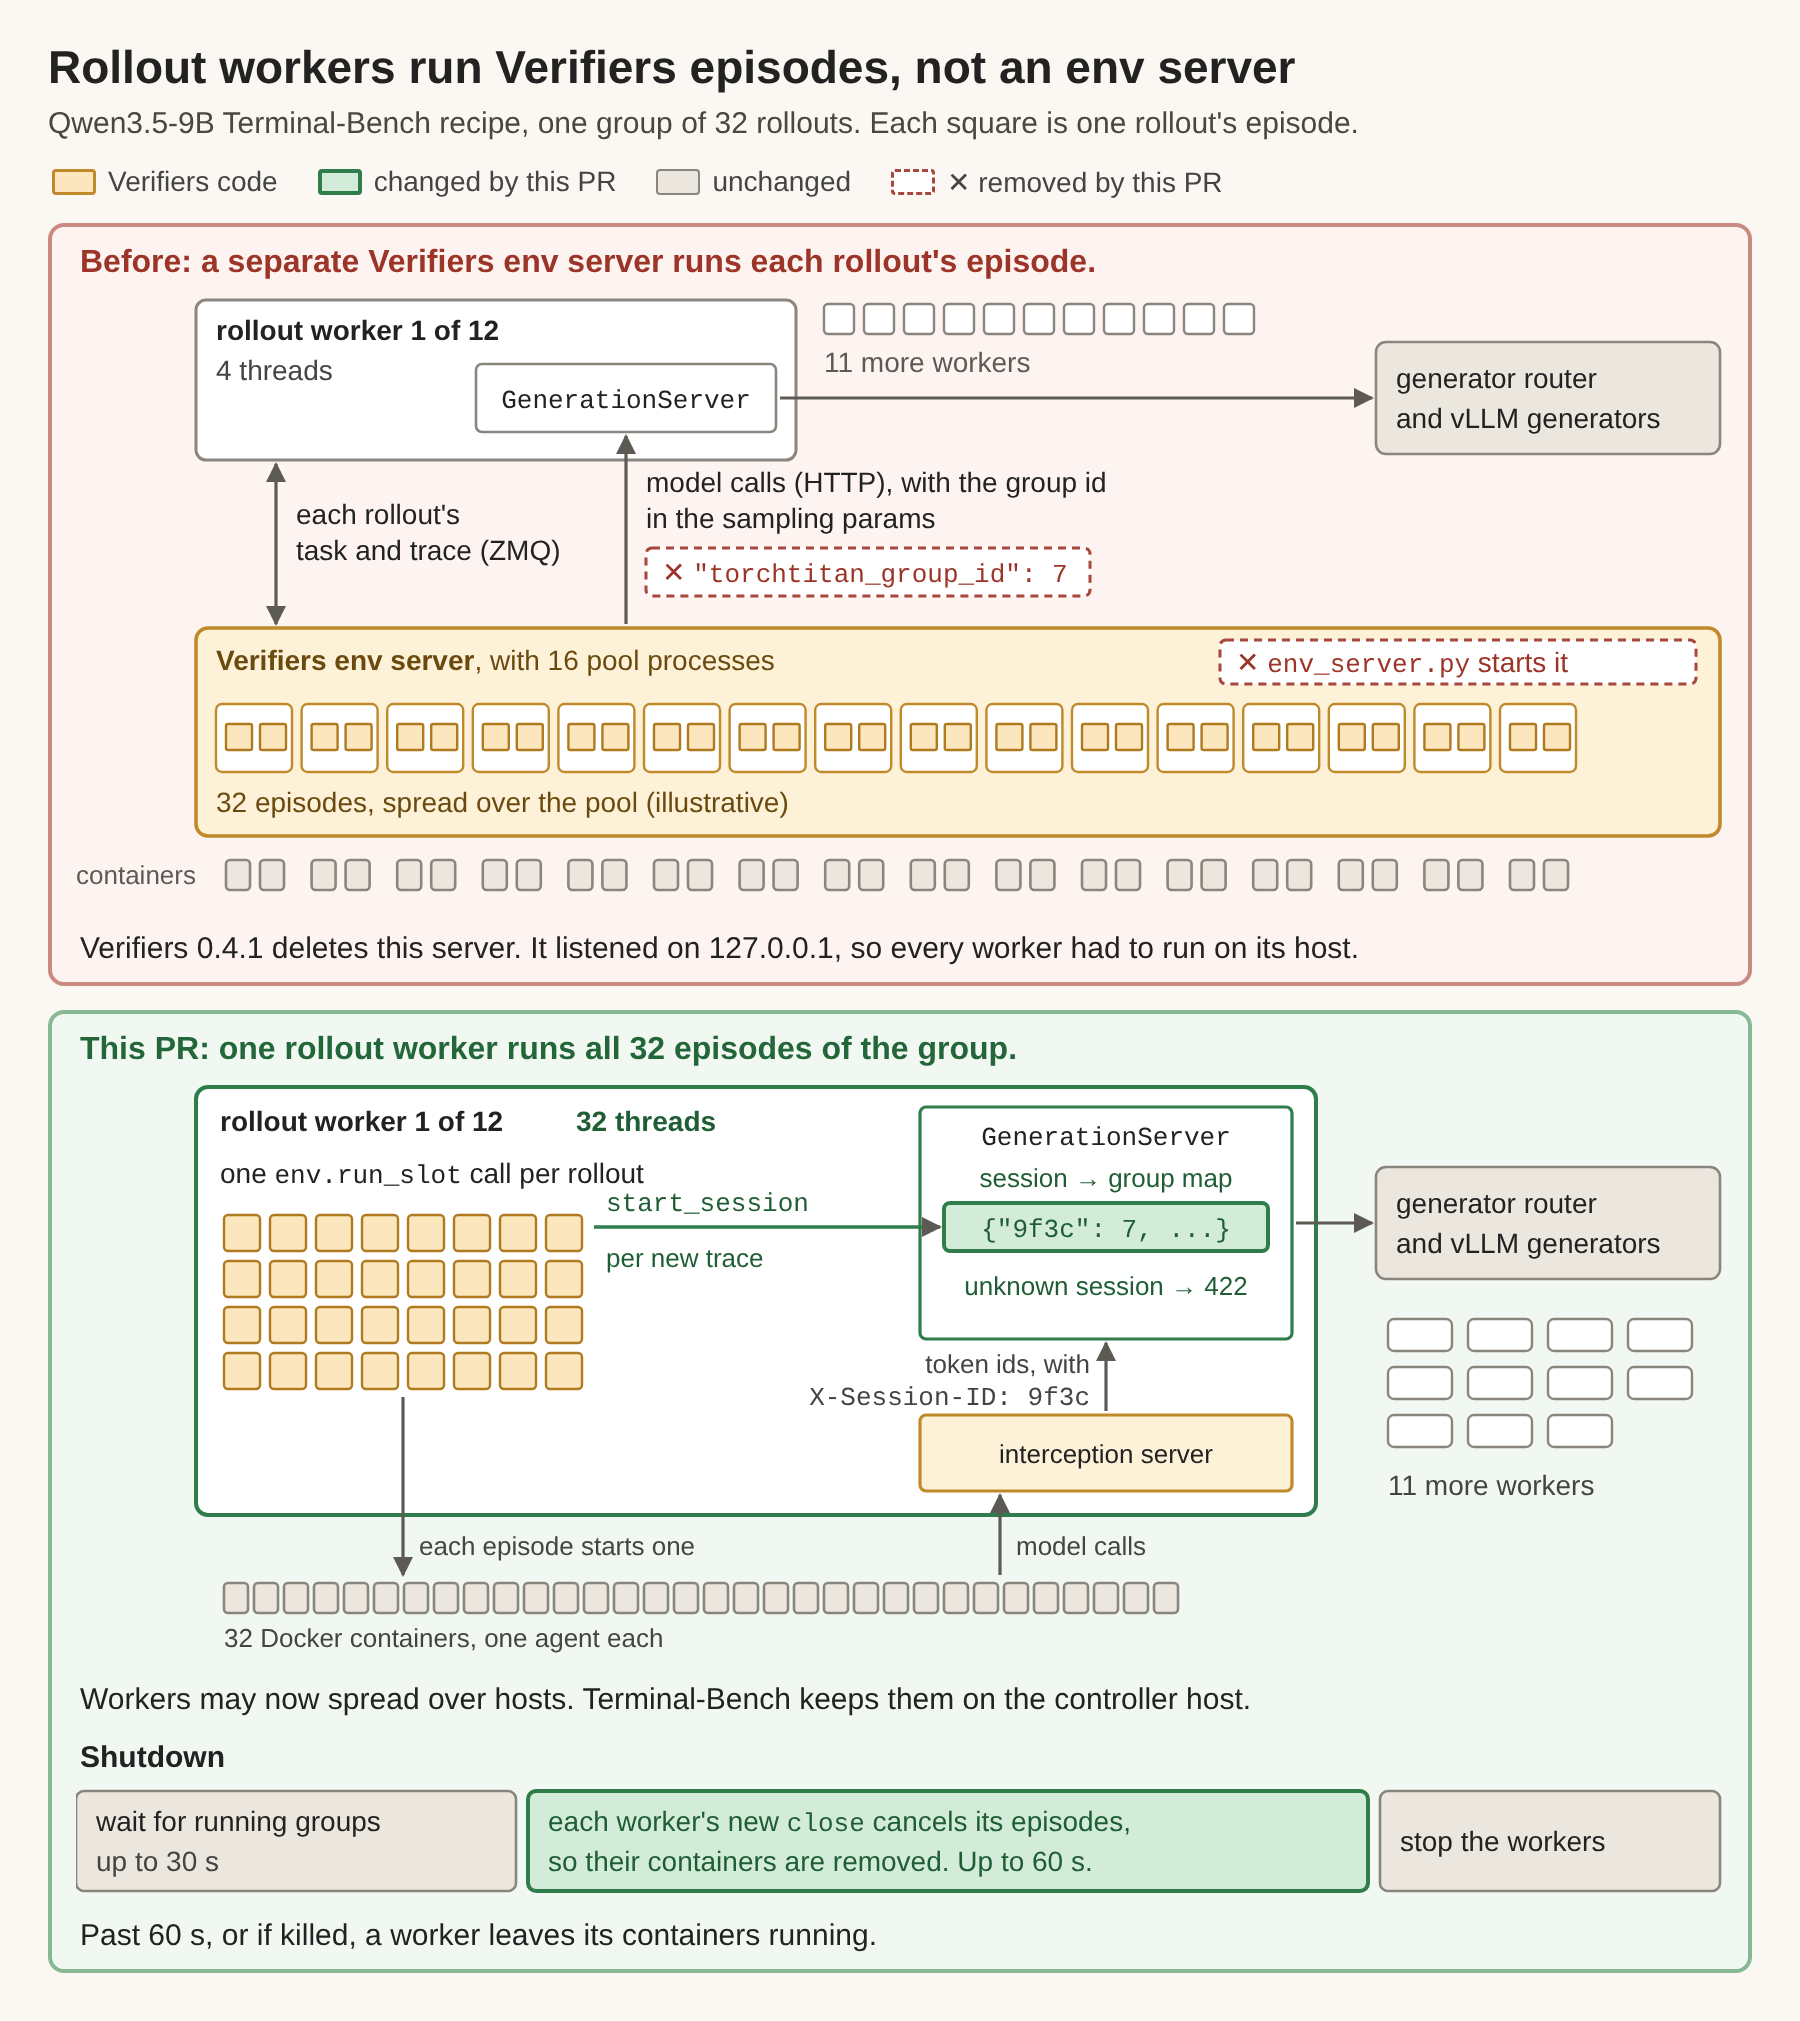 Rollout workers run Verifiers episodes, not an env server
Qwen3.5-9B Terminal-Bench recipe, one group of 32 rollouts. Each square is one rollout's episode.
Verifiers code
changed by this PR
unchanged
✕ removed by this PR
Before: a separate Verifiers env server runs each rollout's episode.
rollout worker 1 of 12
4 threads
GenerationServer
11 more workers
generator router
and vLLM generators
each rollout's
task and trace (ZMQ)
model calls (HTTP), with the group id
in the sampling params
✕ "torchtitan_group_id": 7
Verifiers env server, with 16 pool processes
✕ env_server.py starts it
32 episodes, spread over the pool (illustrative)
containers
Verifiers 0.4.1 deletes this server. It listened on 127.0.0.1, so every worker had to run on its host.
This PR: one rollout worker runs all 32 episodes of the group.
rollout worker 1 of 12
32 threads
one env.run_slot call per rollout
start_session
per new trace
GenerationServer
session → group map
{"9f3c": 7, ...}
unknown session → 422
generator router
and vLLM generators
token ids, with
X-Session-ID: 9f3c
interception server
11 more workers
each episode starts one
model calls
32 Docker containers, one agent each
Workers may now spread over hosts. Terminal-Bench keeps them on the controller host.
Shutdown
wait for running groups
up to 30 s
each worker's new close cancels its episodes,
so their containers are removed. Up to 60 s.
stop the workers
Past 60 s, or if killed, a worker leaves its containers running.